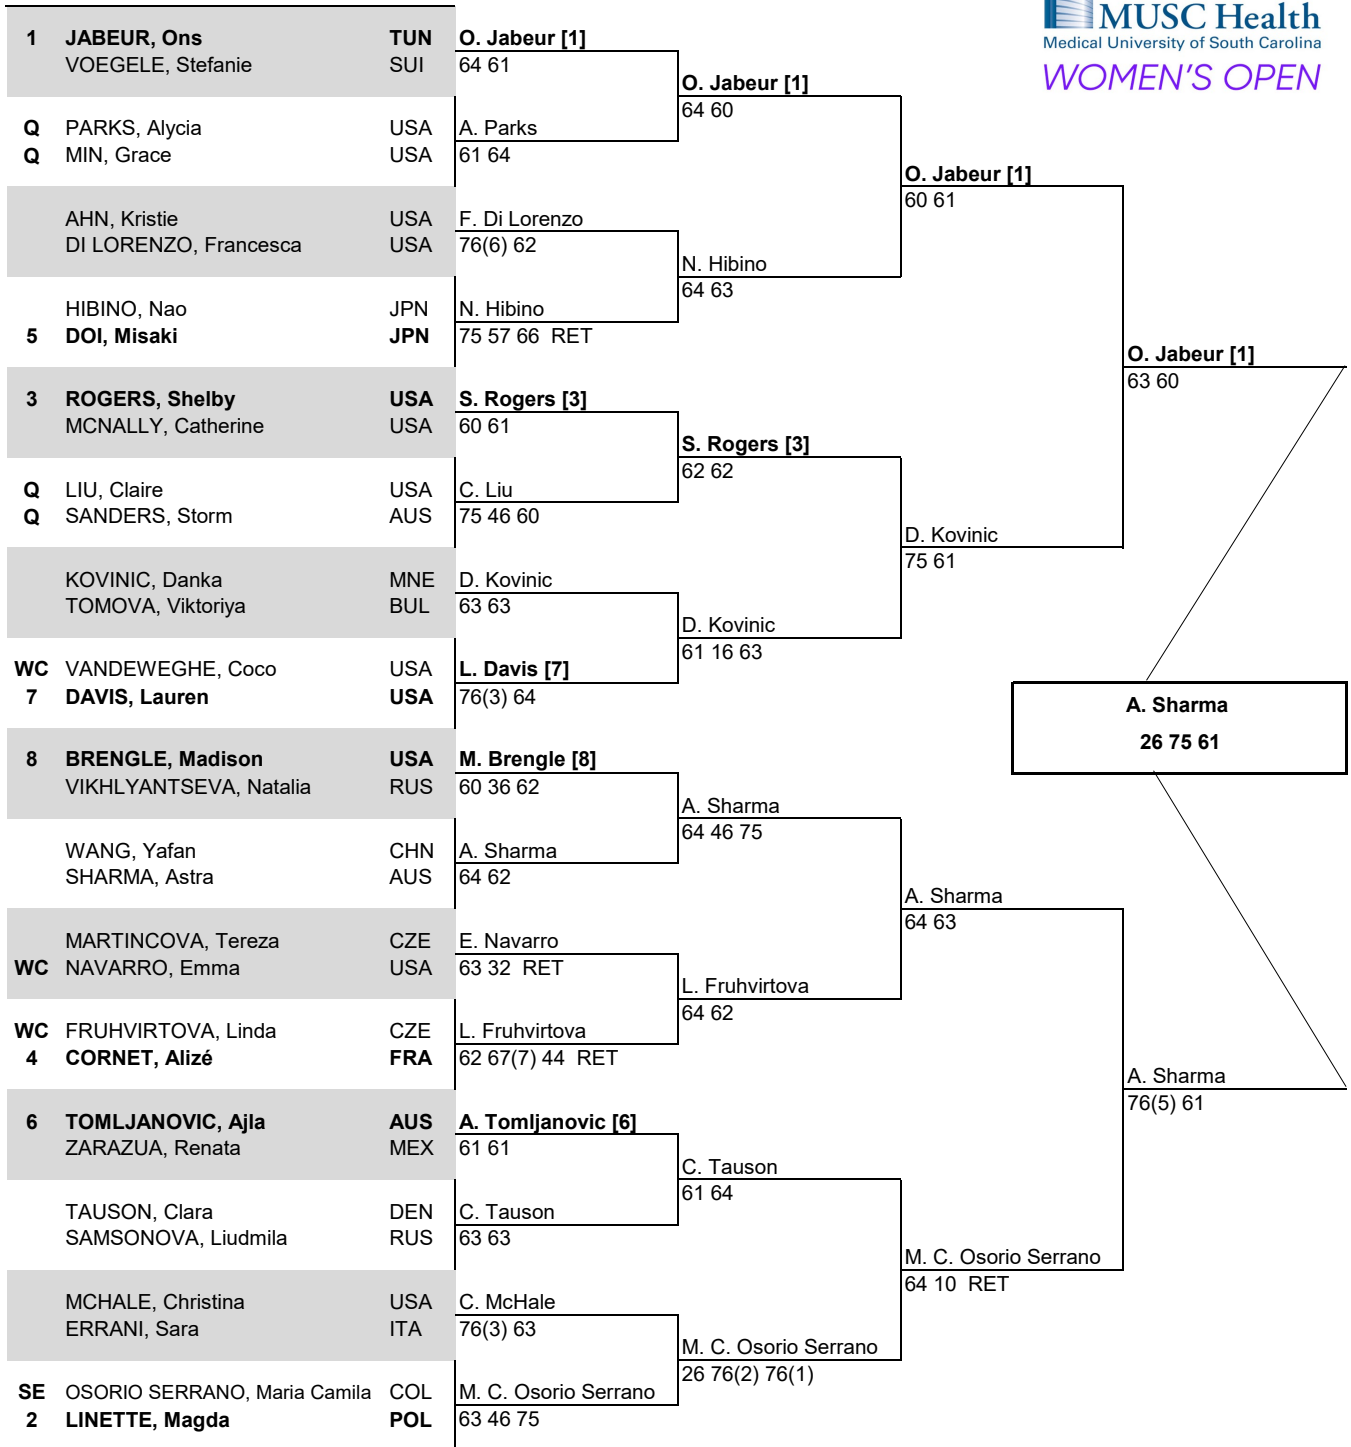 MUSC Health
Medical University of South Carolina
WOMEN'S OPEN
1 JABEUR, Ons TUN O. Jabeur [1]
VOEGELE, Stefanie SUI 64 61
O. Jabeur [1]
64 60
Q PARKS, Alycia USA A. Parks
Q MIN, Grace USA 61 64
O. Jabeur [1]
60 61
AHN, Kristie USA F. Di Lorenzo
DI LORENZO, Francesca USA 76(6) 62
N. Hibino
64 63
HIBINO, Nao JPN N. Hibino
5 DOI, Misaki JPN 75 57 66 RET
O. Jabeur [1]
63 60
3 ROGERS, Shelby USA S. Rogers [3]
MCNALLY, Catherine USA 60 61
S. Rogers [3]
62 62
Q LIU, Claire USA C. Liu
Q SANDERS, Storm AUS 75 46 60
D. Kovinic
75 61
KOVINIC, Danka MNE D. Kovinic
TOMOVA, Viktoriya BUL 63 63
D. Kovinic
61 16 63
WC VANDEWEGHE, Coco USA L. Davis [7]
7 DAVIS, Lauren USA 76(3) 64
A. Sharma
26 75 61
8 BRENGLE, Madison USA M. Brengle [8]
VIKHLYANTSEVA, Natalia RUS 60 36 62
A. Sharma
64 46 75
WANG, Yafan CHN A. Sharma
SHARMA, Astra AUS 64 62
A. Sharma
64 63
MARTINCOVA, Tereza CZE E. Navarro
WC NAVARRO, Emma USA 63 32 RET
L. Fruhvirtova
64 62
WC FRUHVIRTOVA, Linda CZE L. Fruhvirtova
4 CORNET, Alizé FRA 62 67(7) 44 RET
A. Sharma
76(5) 61
6 TOMLJANOVIC, Ajla AUS A. Tomljanovic [6]
ZARAZUA, Renata MEX 61 61
C. Tauson
61 64
TAUSON, Clara DEN C. Tauson
SAMSONOVA, Liudmila RUS 63 63
M. C. Osorio Serrano
64 10 RET
MCHALE, Christina USA C. McHale
ERRANI, Sara ITA 76(3) 63
M. C. Osorio Serrano
26 76(2) 76(1)
SE OSORIO SERRANO, Maria Camila COL M. C. Osorio Serrano
2 LINETTE, Magda POL 63 46 75